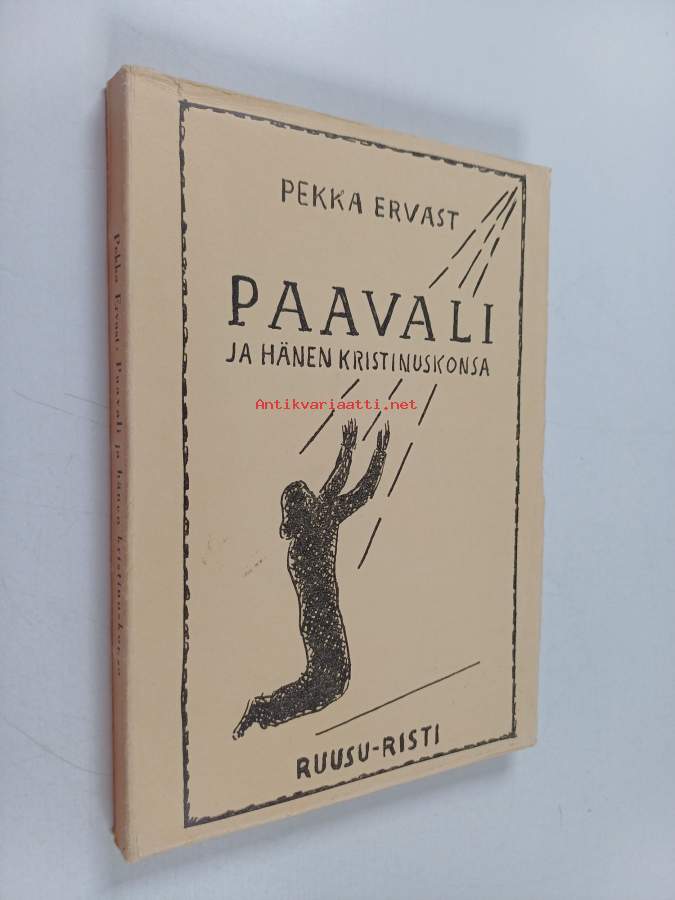 PEKKA ERVAST
PAAVALI
JA HÄNEN KRISTINUSKONSA
Antikvariaatti.net
RUUSU-RISTI
Pekka Ervast: Paavali ja hänen kristinuskonsa